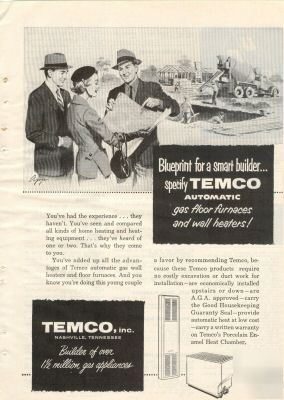 Blueprint for a smart builder...
specify TEMCO
AUTOMATIC
gas floor furnaces
and wall heaters!
You've had the experience . . . they
haven't. You've seen and compared
all kinds of home heating and heat-
ing equipment . . . they've heard of
one or two. That's why they come
to you.
You've added up all the advan-
tages of Temco automatic gas wall
heaters and floor furnaces. And you
know you're doing this young couple
a favor by recommending Temco, be-
cause these Temco products require
no costly excavation or duct work for
installation—are economically installed
upstairs or down—are
A.G.A. approved—carry
the Good Housekeeping
Guaranty Seal—provide
automatic heat at low cost
—carry a written warranty
on Temco's Porcelain En-
amel Heat Chamber.
TEMCO, inc.
NASHVILLE, TENNESSEE
Builder of over
1½ million gas appliances